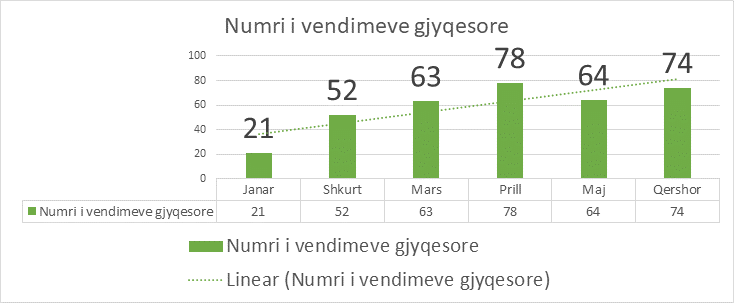 Numri i vendimeve gjyqesore
100
80
60
40
20
0
21 52 63 78 64 74
Janar Shkurt Mars Prill Maj Qershor
Numri i vendimeve gjyqesore 21 52 63 78 64 74
Numri i vendimeve gjyqesore
Linear (Numri i vendimeve gjyqesore)